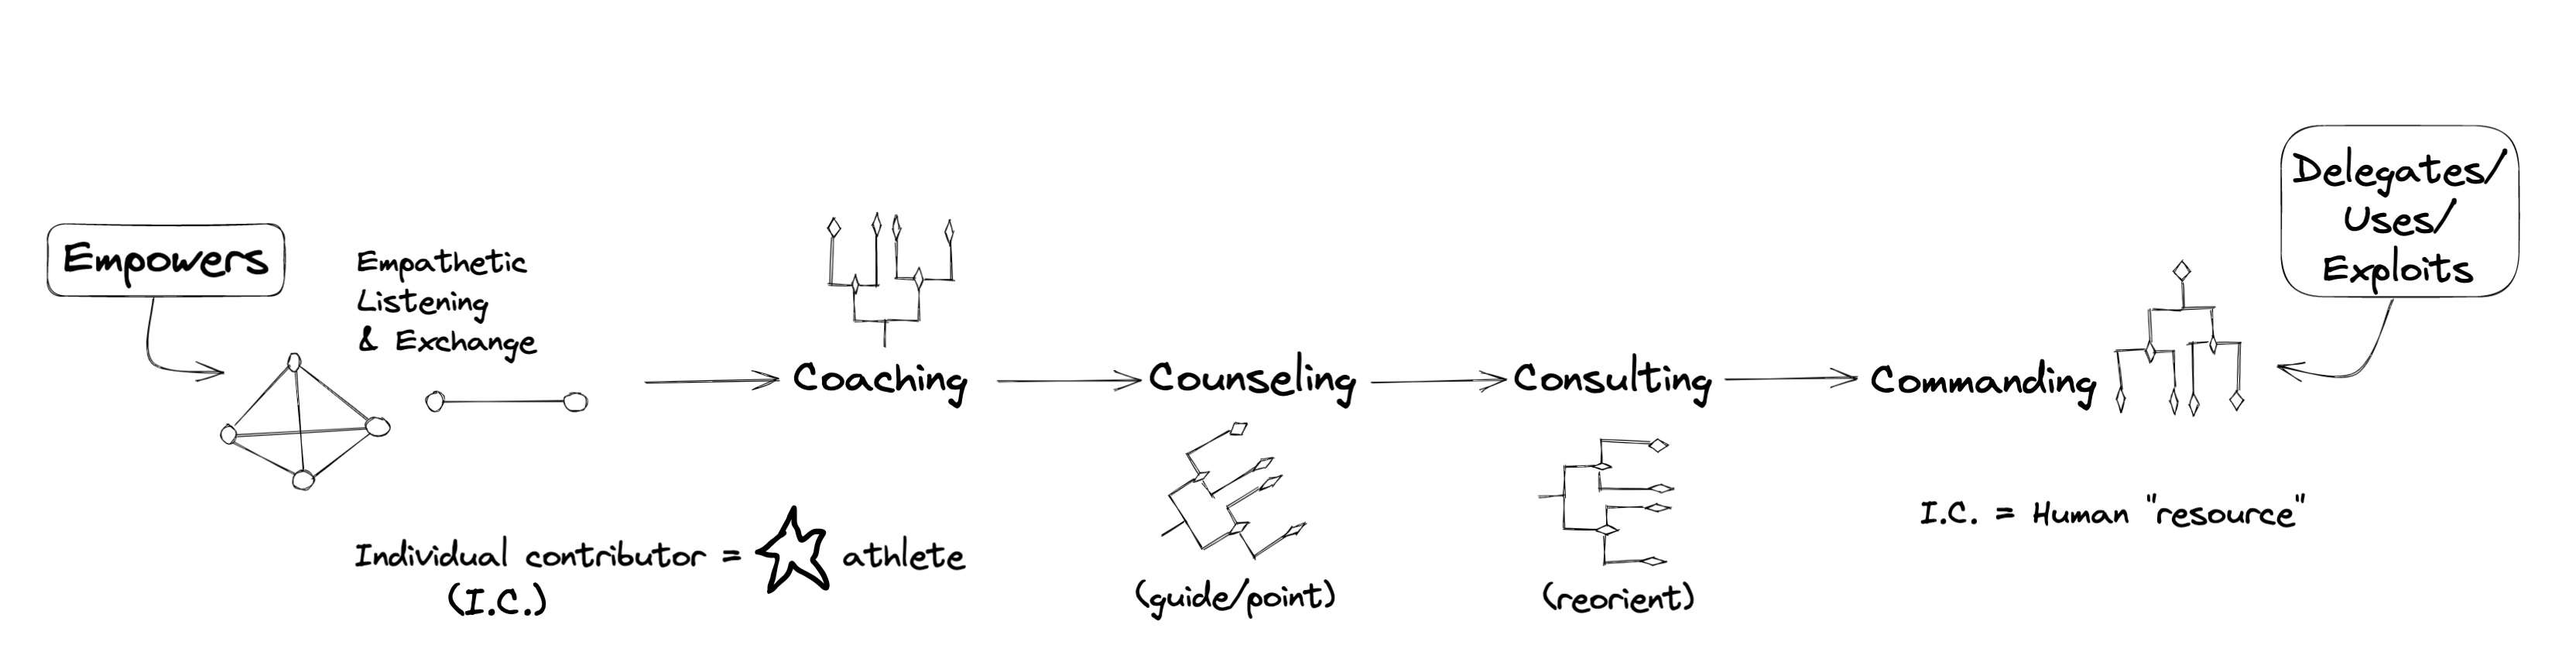 Empowers
Empathetic
Listening
& Exchange
Coaching
Counseling
Consulting
Commanding
Delegates/
Uses/
Exploits
Individual contributor = athlete
(I.C.)
(guide/point)
(reorient)
I.C. = Human "resource"